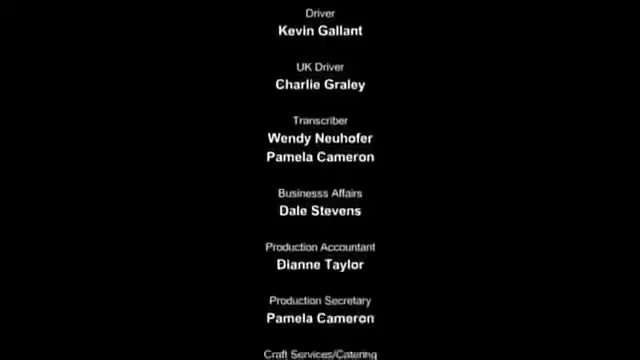 Driver
Kevin Gallant
UK Driver
Charlie Graley
Transcriber
Wendy Neuhofer
Pamela Cameron
Businesss Affairs
Dale Stevens
Production Accountant
Dianne Taylor
Production Secretary
Pamela Cameron
Craft Services/Catering